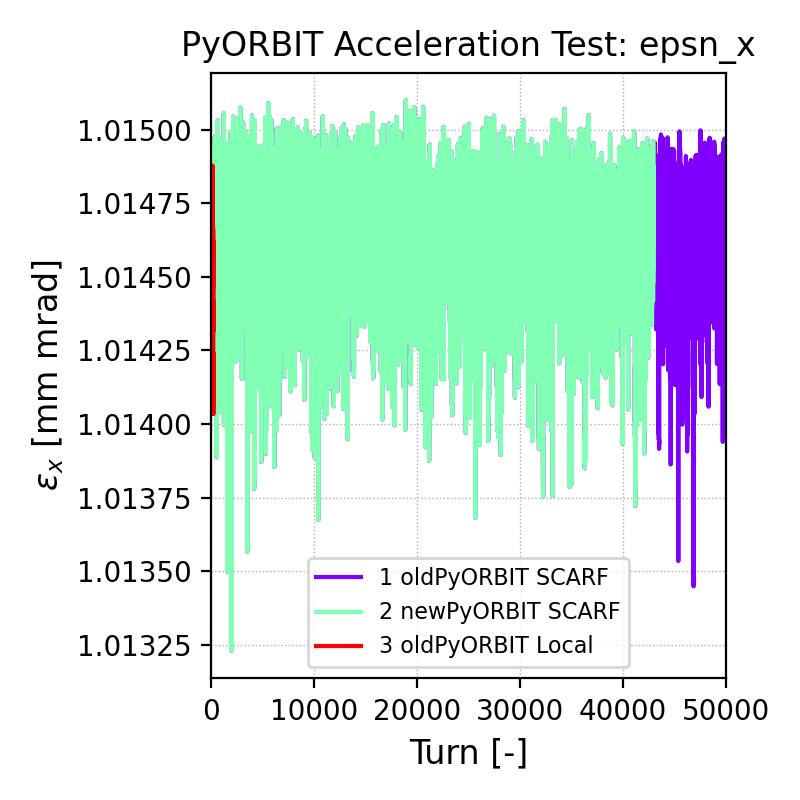 PyORBIT Acceleration Test: epsn_x
1.01500
1.01475
1.01450
1.01425
1.01400
1.01375
1.01350
1.01325
εₓ [mm mrad]
1 oldPyORBIT SCARF
2 newPyORBIT SCARF
3 oldPyORBIT Local
0 10000 20000 30000 40000 50000
Turn [-]